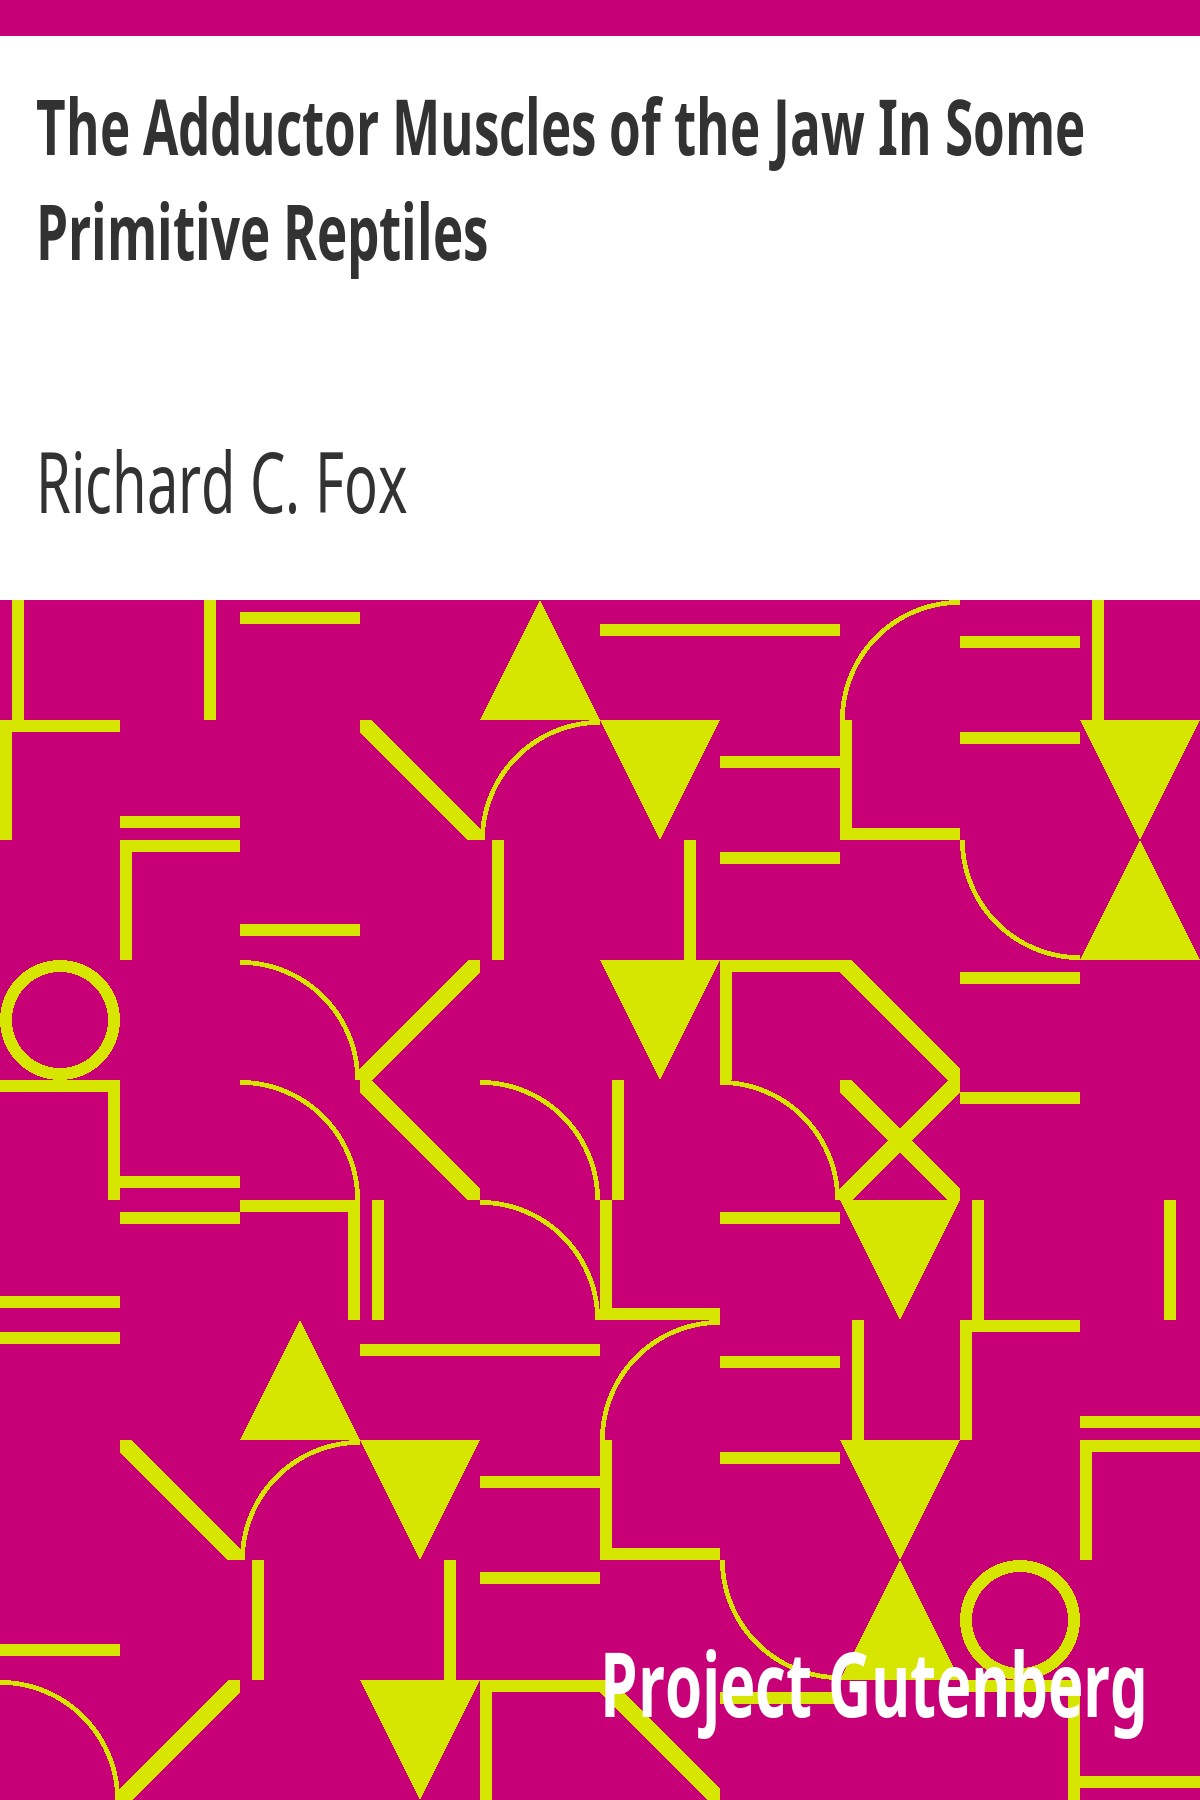 The Adductor Muscles of the Jaw In Some
Primitive Reptiles
Richard C. Fox
Project Gutenberg